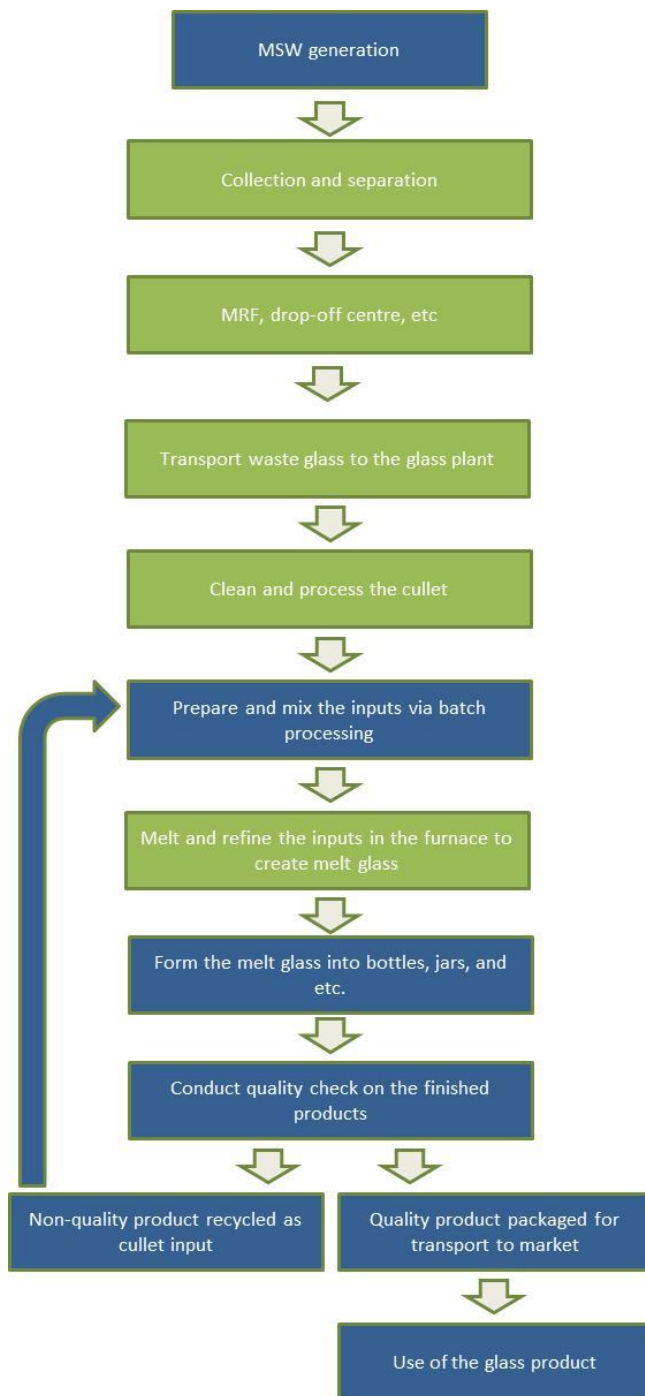 MSW generation
Collection and separation
MRF, drop-off centre, etc
Transport waste glass to the glass plant
Clean and process the cullet
Prepare and mix the inputs via batch
processing
Melt and refine the inputs in the furnace to
create melt glass
Form the melt glass into bottles, jars, and
etc.
Conduct quality check on the finished
products
Non-quality product recycled as
cullet input
Quality product packaged for
transport to market
Use of the glass product